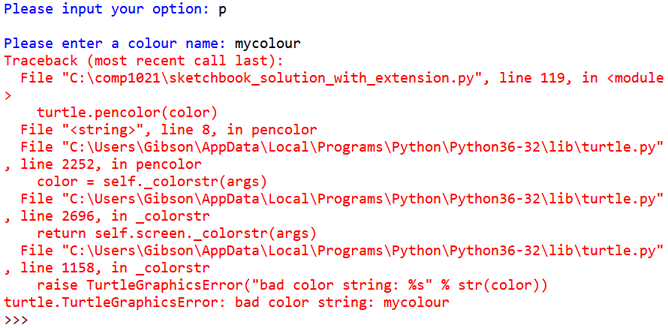 Please input your option: p
Please enter a colour name: mycolour
Traceback (most recent call last):
  File "C:\comp1021\sketchbook_solution_with_extension.py", line 119, in <module
>
    turtle.pencolor(color)
  File "<string>", line 8, in pencolor
  File "C:\Users\Gibson\AppData\Local\Programs\Python\Python36-32\lib\turtle.py"
, line 2252, in pencolor
    color = self._colorstr(args)
  File "C:\Users\Gibson\AppData\Local\Programs\Python\Python36-32\lib\turtle.py"
, line 2696, in _colorstr
    return self.screen._colorstr(args)
  File "C:\Users\Gibson\AppData\Local\Programs\Python\Python36-32\lib\turtle.py"
, line 1158, in _colorstr
    raise TurtleGraphicsError("bad color string: %s" % str(color))
turtle.TurtleGraphicsError: bad color string: mycolour
>>>